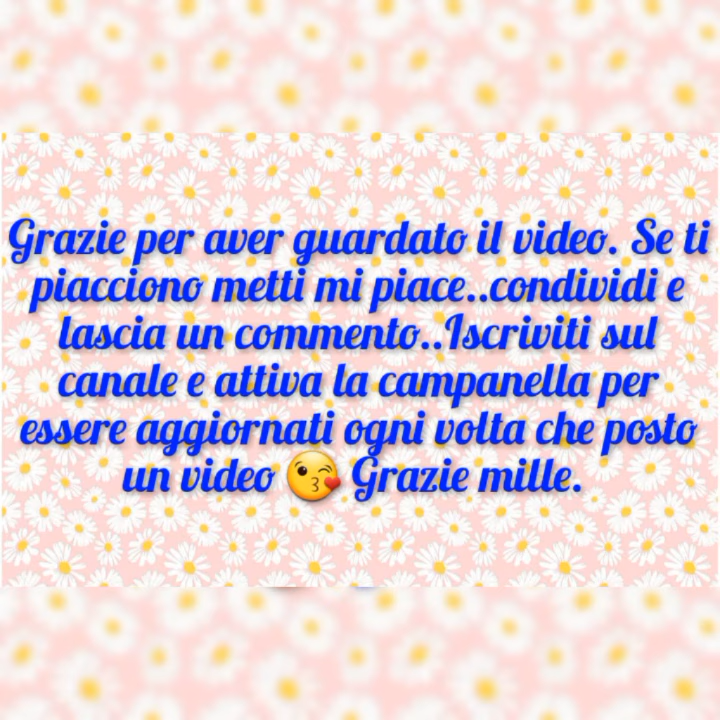 Grazie per aver guardato il video. Se ti
piacciono metti mi piace..condividi e
lascia un commento..Iscriviti sul
canale e attiva la campanella per
essere aggiornati ogni volta che posto
un video 😘 Grazie mille.